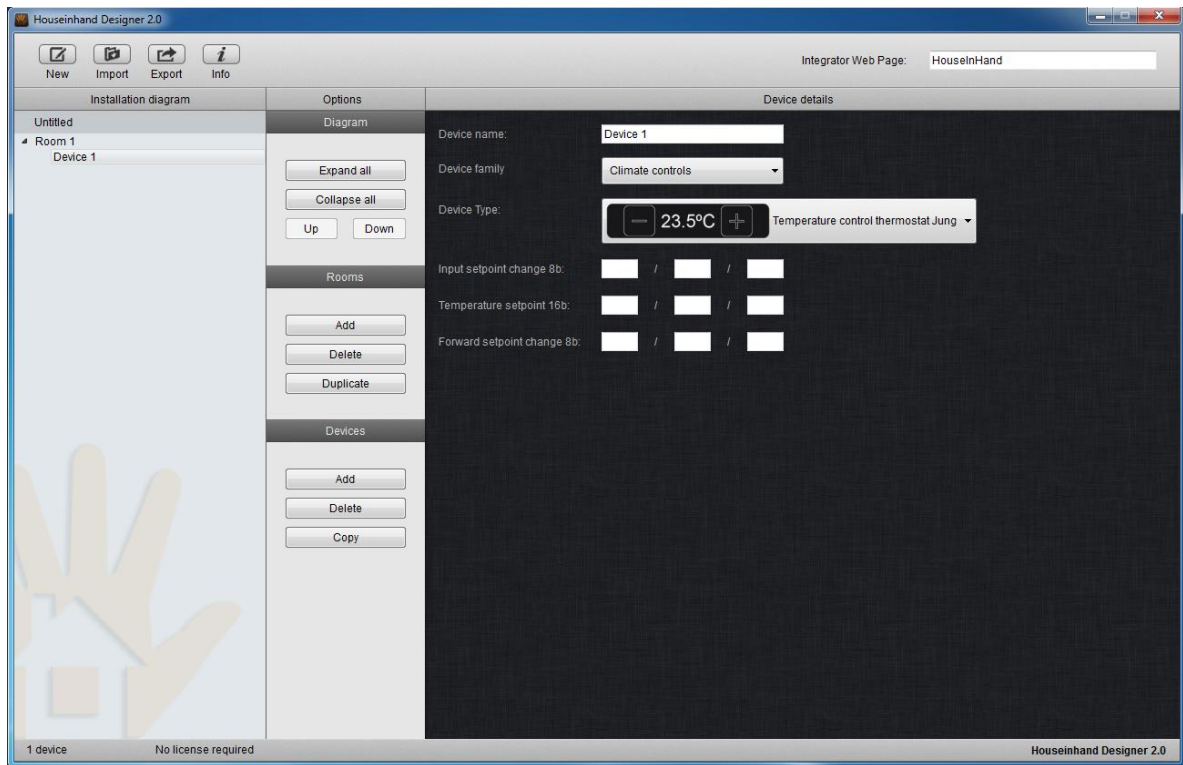 Houseinhand Designer 2.0
New Import Export Info
Integrator Web Page: HouseInHand
Installation diagram Options Device details
Untitled
Room 1
Device 1
Diagram
Expand all
Collapse all
Up Down
Rooms
Add
Delete
Duplicate
Devices
Add
Delete
Copy
Device name: Device 1
Device family Climate controls
Device Type: 23.5ºC Temperature control thermostat Jung
Input setpoint change 8b: / /
Temperature setpoint 16b: / /
Forward setpoint change 8b: / /
1 device No license required Houseinhand Designer 2.0